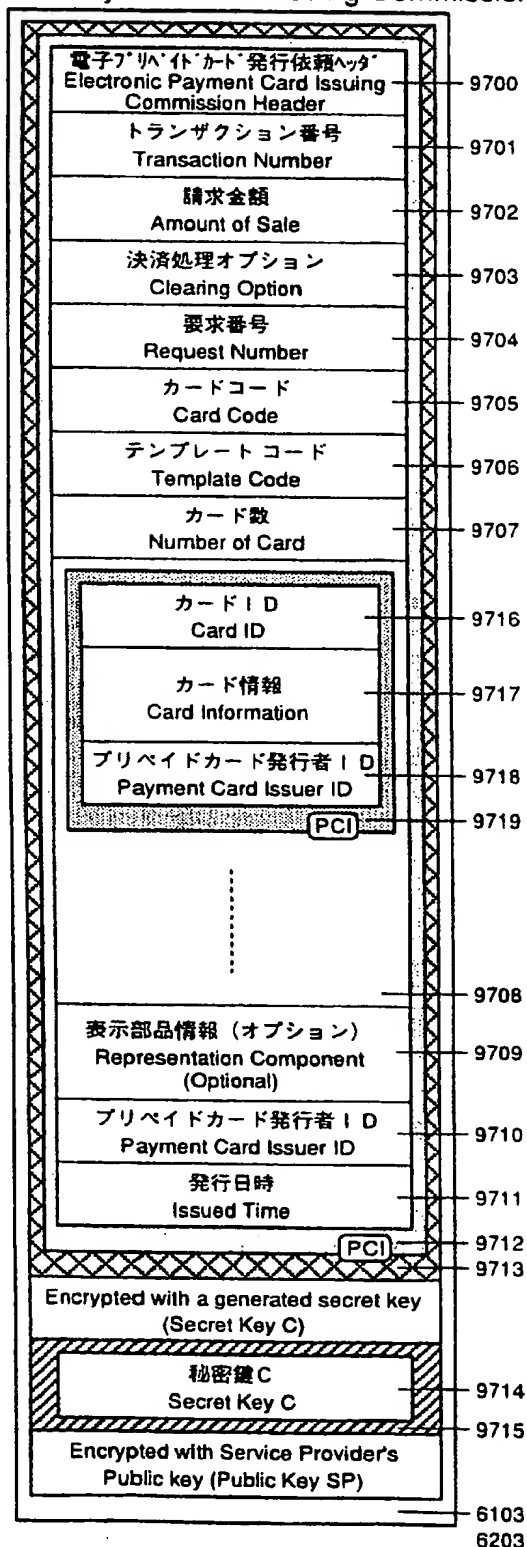 電子プリペイドカード発行依頼ヘッダ
Electronic Payment Card Issuing
Commission Header
9700
トランザクション番号
Transaction Number
9701
請求金額
Amount of Sale
9702
決済処理オプション
Clearing Option
9703
要求番号
Request Number
9704
カードコード
Card Code
9705
テンプレートコード
Template Code
9706
カード数
Number of Card
9707
カードID
Card ID
9716
カード情報
Card Information
9717
プリペイドカード発行者ID
Payment Card Issuer ID
9718
PCI
9719
9708
表示部品情報(オプション)
Representation Component
(Optional)
9709
プリペイドカード発行者ID
Payment Card Issuer ID
9710
発行日時
Issued Time
9711
PCI
9712
9713
Encrypted with a generated secret key
(Secret Key C)
秘密鍵C
Secret Key C
9714
9715
Encrypted with Service Provider's
Public key (Public Key SP)
6103
6203